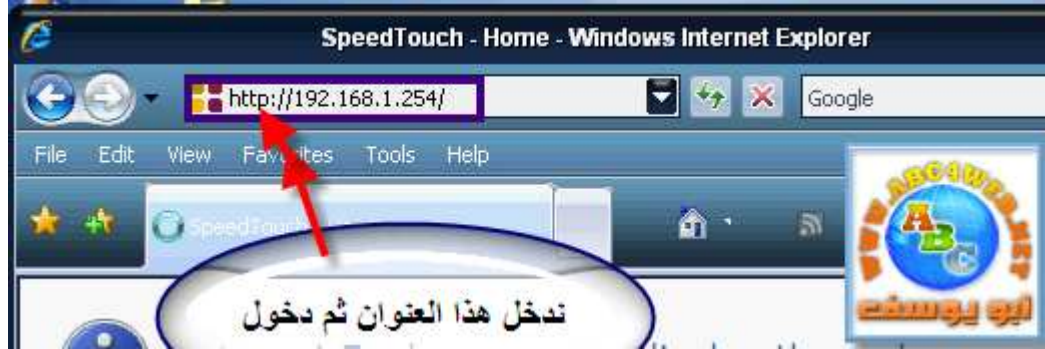 SpeedTouch - Home - Windows Internet Explorer
http://192.168.1.254/
Google
File Edit View Favorites Tools Help
WWW.ABC4WEB.NET
ABC
SpeedTouch
ابو يوسف
ندخل هذا العنوان ثم دخول